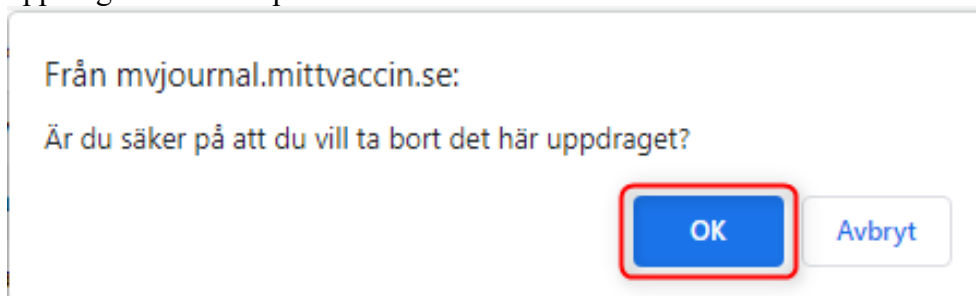 Från mvjournal.mittvaccin.se:
Är du säker på att du vill ta bort det här uppdraget?
OK Avbryt